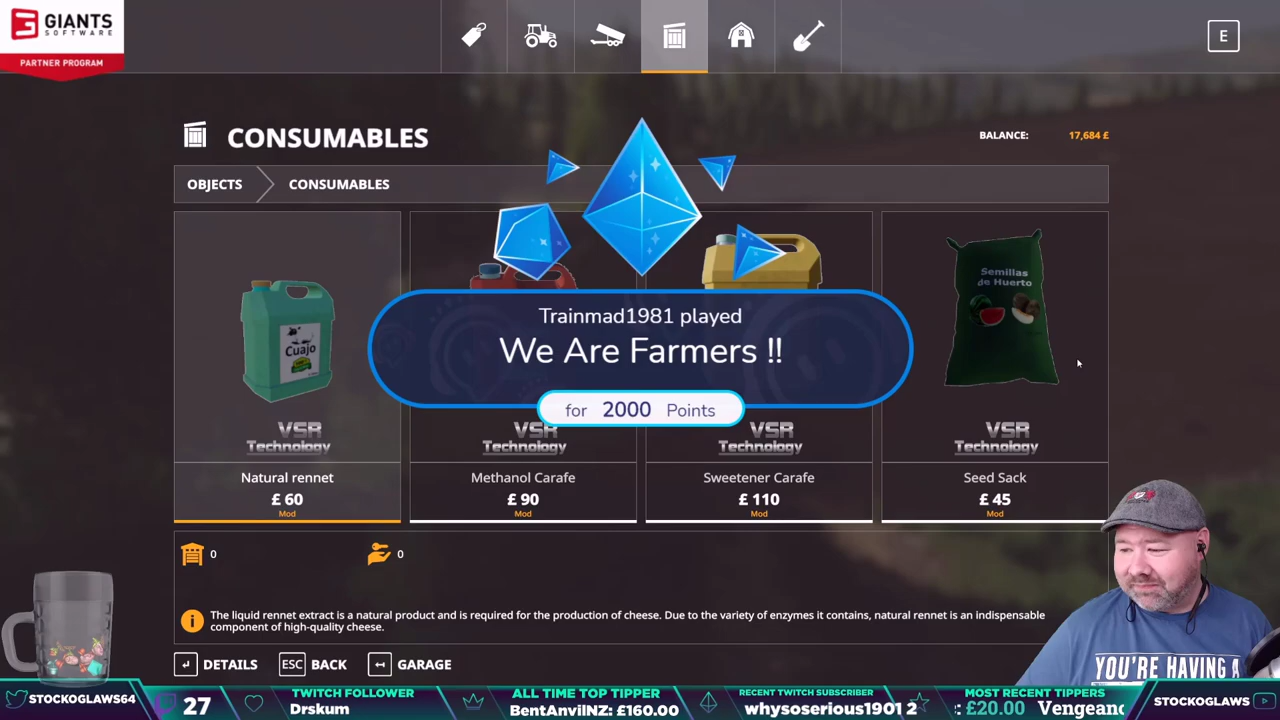 GIANTS
SOFTWARE
PARTNER PROGRAM
E
CONSUMABLES
BALANCE: 17,684 £
OBJECTS CONSUMABLES
Trainmad1981 played
We Are Farmers !!
for 2000 Points
Cuajo
Semillas
de Huerto
VSR
Technology
VSR
Technology
VSR
Technology
VSR
Technology
Natural rennet
£ 60
Mod
Methanol Carafe
£ 90
Mod
Sweetener Carafe
£ 110
Mod
Seed Sack
£ 45
Mod
0 0
The liquid rennet extract is a natural product and is required for the production of cheese. Due to the variety of enzymes it contains, natural rennet is an indispensable
component of high-quality cheese.
DETAILS ESC BACK GARAGE
YOU'RE HAVING A
STOCKOGLAWS64
27
TWITCH FOLLOWER
Drskum
ALL TIME TOP TIPPER
BentAnvilNZ: £160.00
RECENT TWITCH SUBSCRIBER
whysoserious1901 2
MOST RECENT TIPPERS
: £20.00
STOCKOGLAWS